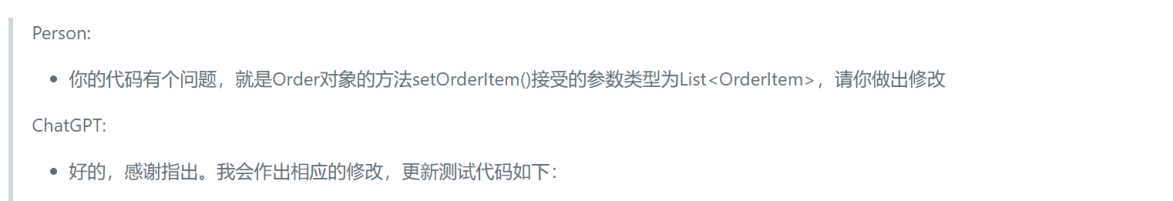 Person:
你的代码有个问题，就是Order对象的方法setOrderItem()接受的参数类型为List<OrderItem>，请你做出修改
ChatGPT:
好的，感谢指出。我会作出相应的修改，更新测试代码如下：